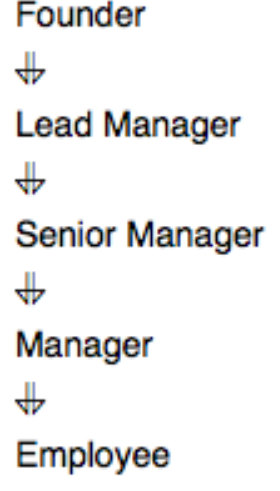 Founder
⇓
Lead Manager
⇓
Senior Manager
⇓
Manager
⇓
Employee